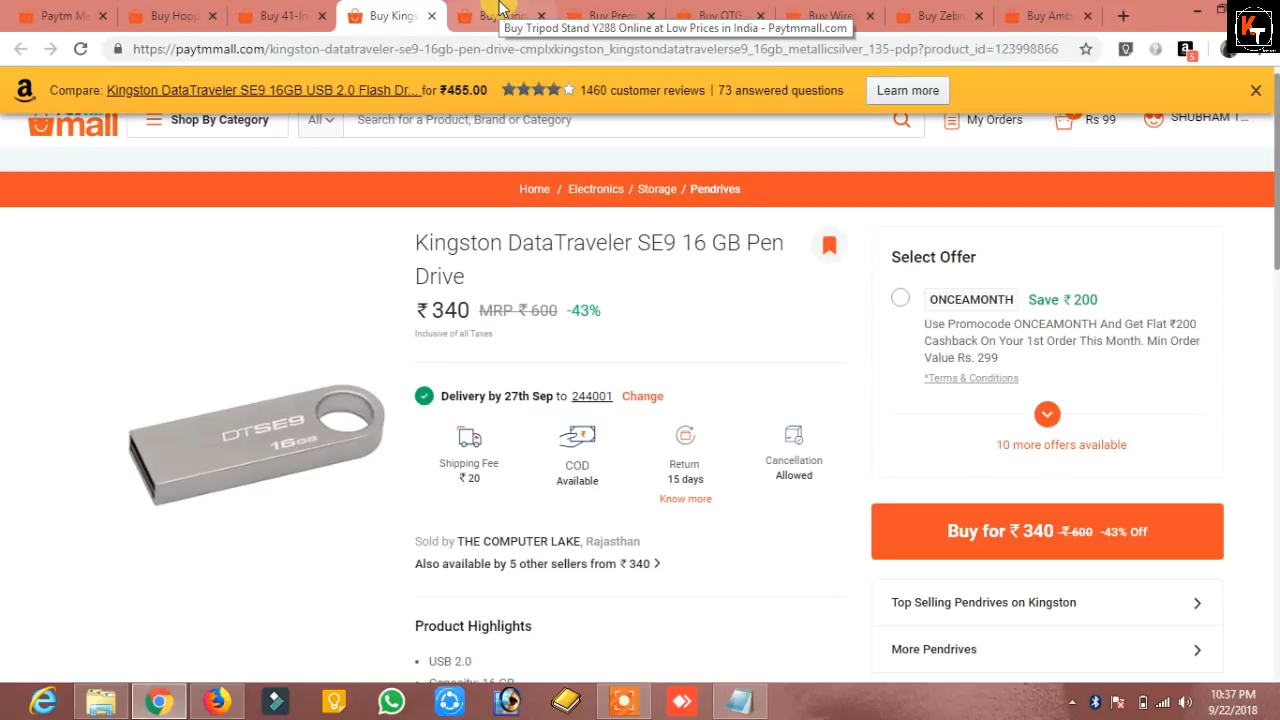 Paytm Ma
Buy Hopp
Buy 41-In
Buy Kings
Buy Prem
Buy OTG
Buy Wire
Buy Zebr
Buy Amb
Buy Tripod Stand Y288 Online at Low Prices in India - Paytmmall.com
https://paytmmall.com/kingston-datatraveler-se9-16gb-pen-drive-cmplxkingston_kingstondatatravelerse9_16gb_metallicsilver_135-pdp?product_id=123998866
5
KT
a Compare: Kingston DataTraveler SE9 16GB USB 2.0 Flash Dr... for ₹455.00 1460 customer reviews | 73 answered questions Learn more
mall Shop By Category All Search for a Product, Brand or Category My Orders Rs 99 SHUBHAM T...
Home / Electronics / Storage / Pendrives
Kingston DataTraveler SE9 16 GB Pen
Drive
₹ 340 MRP ₹ 600 -43%
Inclusive of all Taxes
Delivery by 27th Sep to 244001 Change
Shipping Fee
₹ 20
COD
Available
Return
15 days
Know more
Cancellation
Allowed
Sold by THE COMPUTER LAKE, Rajasthan
Also available by 5 other sellers from ₹ 340
Product Highlights
• USB 2.0
Capacity: 16 GB
DTSE9
16GB
Select Offer
ONCEAMONTH Save ₹ 200
Use Promocode ONCEAMONTH And Get Flat ₹200
Cashback On Your 1st Order This Month. Min Order
Value Rs. 299
*Terms & Conditions
10 more offers available
Buy for ₹ 340 ₹ 600 -43% Off
Top Selling Pendrives on Kingston
More Pendrives
10:37 PM
9/22/2018